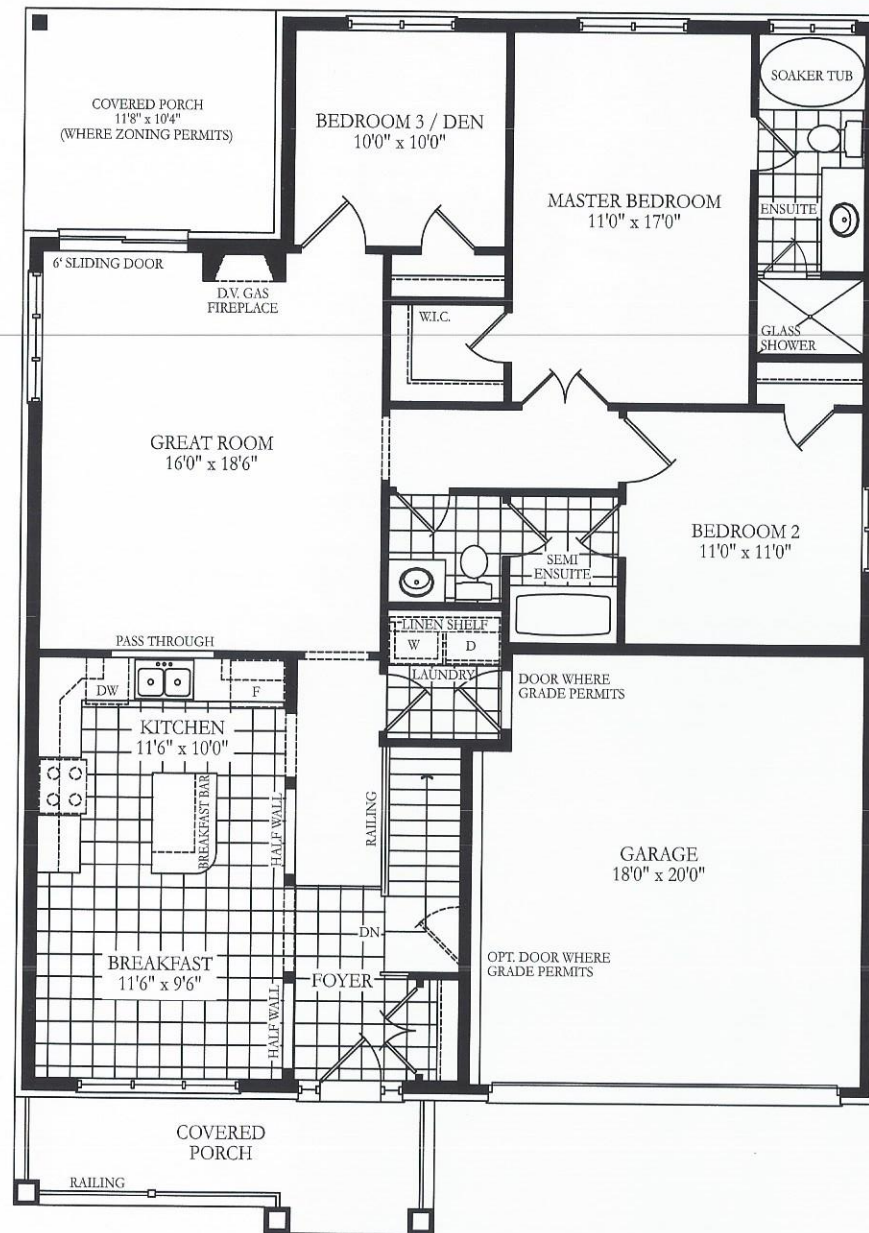 COVERED PORCH
11'8" x 10'4"
(WHERE ZONING PERMITS)
BEDROOM 3 / DEN
10'0" x 10'0"
MASTER BEDROOM
11'0" x 17'0"
SOAKER TUB
ENSUITE
GLASS
SHOWER
6' SLIDING DOOR
D.V. GAS
FIREPLACE
W.I.C.
GREAT ROOM
16'0" x 18'6"
BEDROOM 2
11'0" x 11'0"
SEMI
ENSUITE
LINEN SHELF
W
D
LAUNDRY
PASS THROUGH
DW
F
KITCHEN
11'6" x 10'0"
BREAKFAST BAR
HALF WALL
RAILING
DOOR WHERE
GRADE PERMITS
GARAGE
18'0" x 20'0"
DN
OPT. DOOR WHERE
GRADE PERMITS
BREAKFAST
11'6" x 9'6"
FOYER
HALF WALL
COVERED
PORCH
RAILING